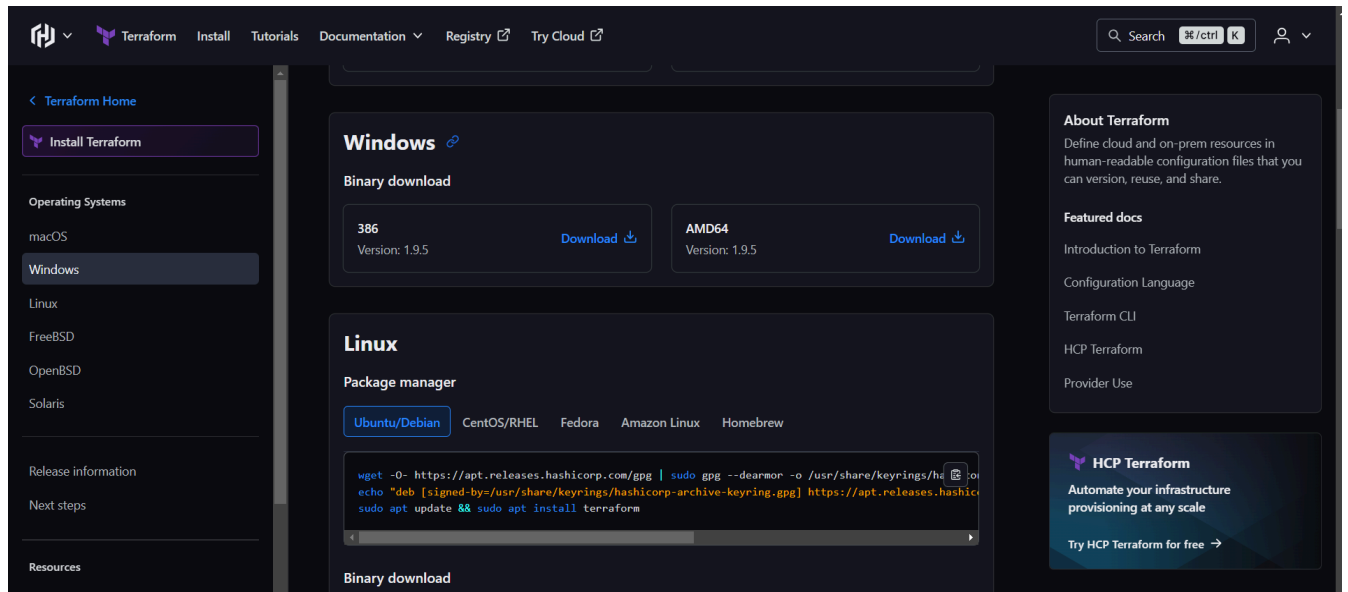 Terraform Install Tutorials Documentation Registry Try Cloud Search ⌘/ctrl K
Terraform Home
Install Terraform
Operating Systems
macOS
Windows
Linux
FreeBSD
OpenBSD
Solaris
Release information
Next steps
Resources
Windows
Binary download
386
Version: 1.9.5
Download
AMD64
Version: 1.9.5
Download
Linux
Package manager
Ubuntu/Debian CentOS/RHEL Fedora Amazon Linux Homebrew
wget -O- https://apt.releases.hashicorp.com/gpg | sudo gpg --dearmor -o /usr/share/keyrings/ha
echo "deb [signed-by=/usr/share/keyrings/hashicorp-archive-keyring.gpg] https://apt.releases.hashic
sudo apt update && sudo apt install terraform
Binary download
About Terraform
Define cloud and on-prem resources in
human-readable configuration files that you
can version, reuse, and share.
Featured docs
Introduction to Terraform
Configuration Language
Terraform CLI
HCP Terraform
Provider Use
HCP Terraform
Automate your infrastructure
provisioning at any scale
Try HCP Terraform for free →